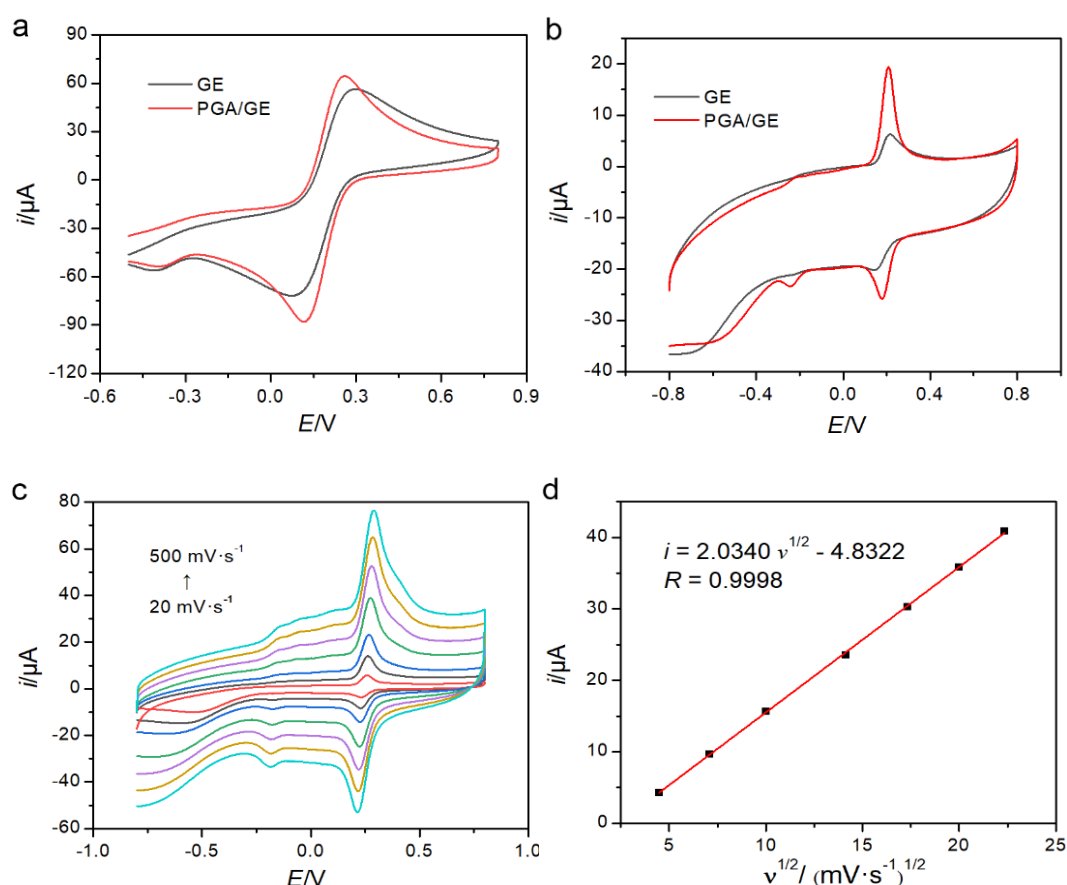 a
90
60
30
0
-30
-60
-90
-120
i/μA
GE
PGA/GE
-0.6 -0.3 0.0 0.3 0.6 0.9
E/V
b
20
10
0
-10
-20
-30
-40
i/μA
GE
PGA/GE
-0.8 -0.4 0.0 0.4 0.8
E/V
c
80
60
40
20
0
-20
-40
-60
i/μA
500 mV·s⁻¹
↑
20 mV·s⁻¹
-1.0 -0.5 0.0 0.5 1.0
E/V
d
40
30
20
10
0
i/μA
i = 2.0340 ν^1/2 - 4.8322
R = 0.9998
5 10 15 20 25
ν^1/2/ (mV·s⁻¹)^1/2